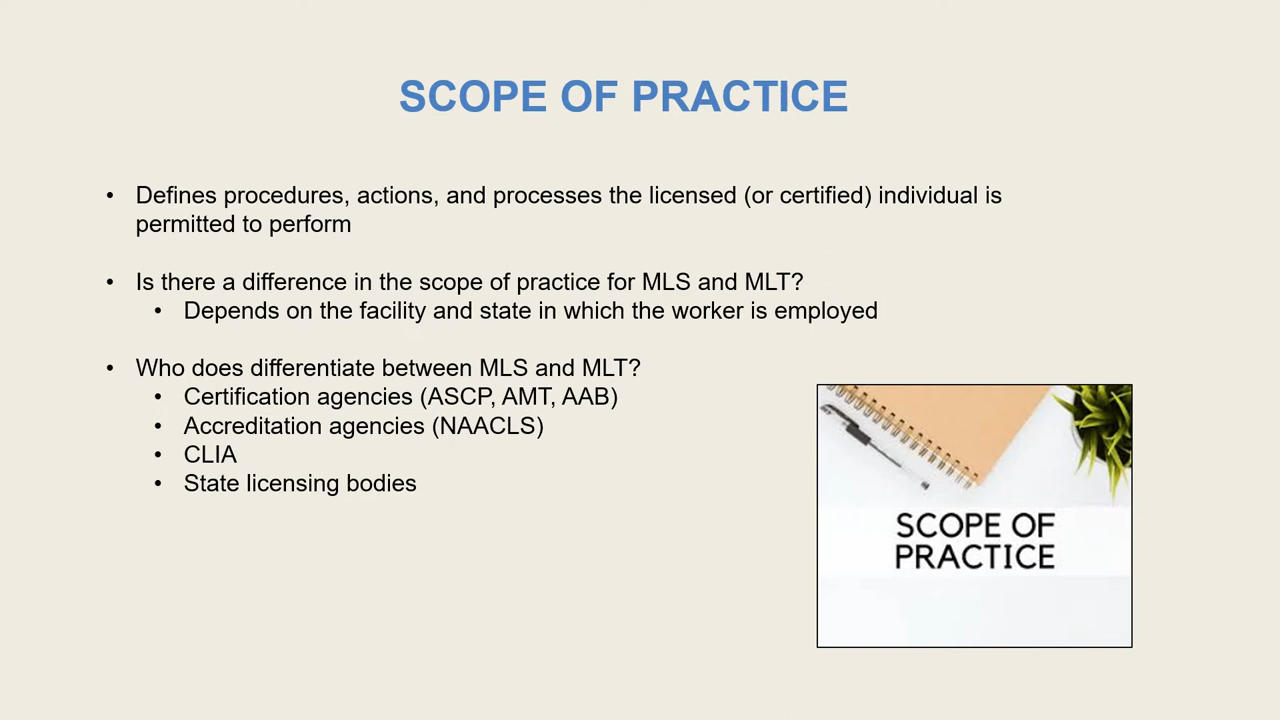 SCOPE OF PRACTICE
• Defines procedures, actions, and processes the licensed (or certified) individual is
permitted to perform
• Is there a difference in the scope of practice for MLS and MLT?
• Depends on the facility and state in which the worker is employed
• Who does differentiate between MLS and MLT?
• Certification agencies (ASCP, AMT, AAB)
• Accreditation agencies (NAACLS)
• CLIA
• State licensing bodies
SCOPE OF
PRACTICE